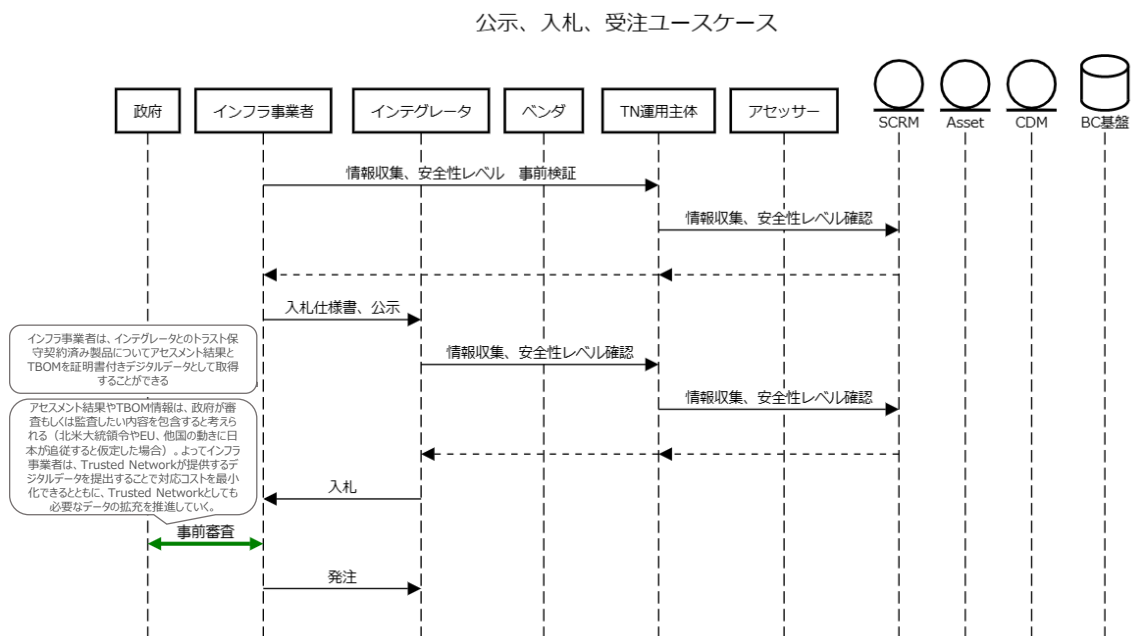 公示、入札、受注ユースケース
政府
インフラ事業者
インテグレータ
ベンダ
TN運用主体
アセッサー
SCRM
Asset
CDM
BC基盤
情報収集、安全性レベル　事前検証
情報収集、安全性レベル確認
入札仕様書、公示
インフラ事業者は、インテグレータとのトラスト保
守契約済み製品についてアセスメント結果と
TBOMを証明書付きデジタルデータとして取得
することができる
情報収集、安全性レベル確認
情報収集、安全性レベル確認
アセスメント結果やTBOM情報は、政府が審
査もしくは監査したい内容を包含すると考えら
れる（北米大統領令やEU、他国の動きに日
本が追従すると仮定した場合）。よってインフラ
事業者は、Trusted Networkが提供するデ
ジタルデータを提出することで対応コストを最小
化できるとともに、Trusted Networkとしても
必要なデータの拡充を推進していく。
入札
事前審査
発注